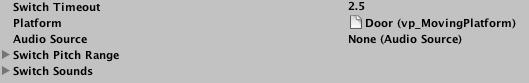 Switch Timeout 2.5
Platform Door (vp_MovingPlatform)
Audio Source None (Audio Source)
Switch Pitch Range
Switch Sounds